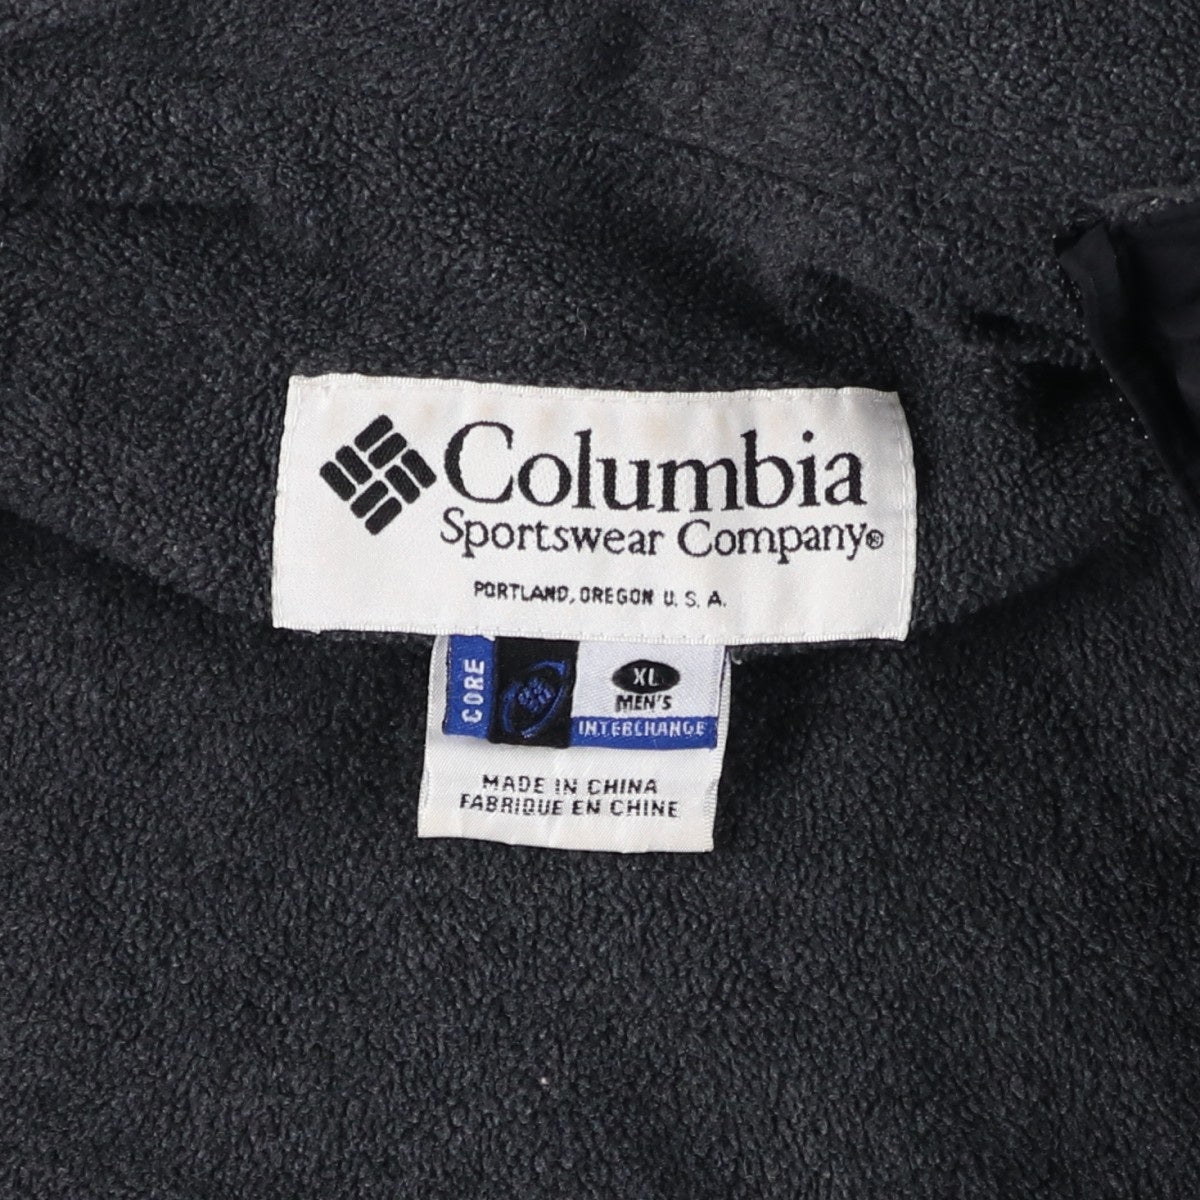 Columbia
Sportswear Company®
PORTLAND, OREGON U.S.A.
CORE
XL
MEN'S
INTERCHANGE
MADE IN CHINA
FABRIQUE EN CHINE